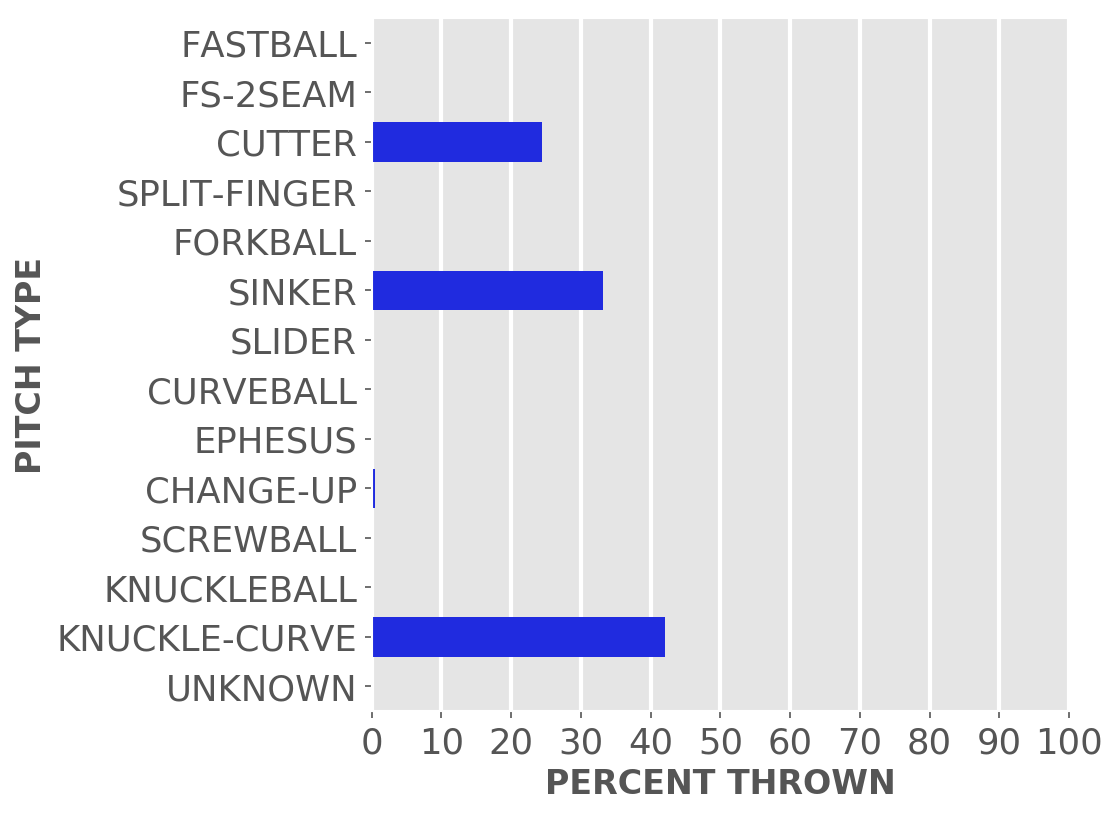 FASTBALL
FS-2SEAM
CUTTER
SPLIT-FINGER
FORKBALL
SINKER
SLIDER
CURVEBALL
EPHESUS
CHANGE-UP
SCREWBALL
KNUCKLEBALL
KNUCKLE-CURVE
UNKNOWN
PITCH TYPE
0 10 20 30 40 50 60 70 80 90 100
PERCENT THROWN